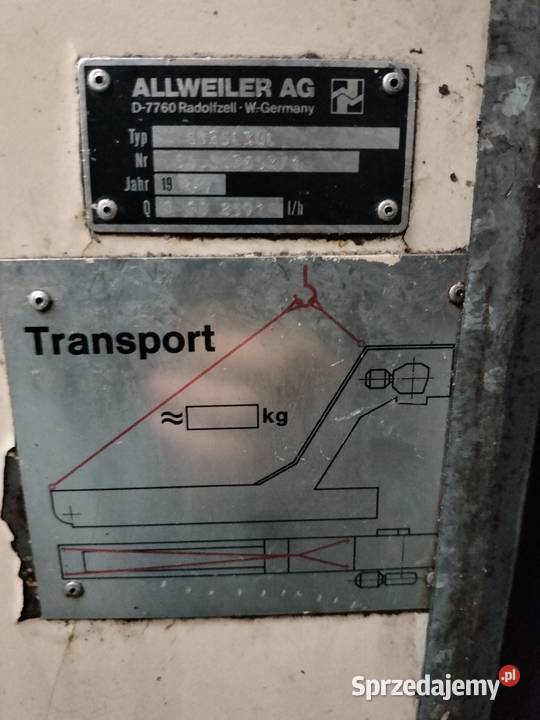 ALLWEILER AG
D-7760 Radolfzell · W-Germany
Typ
Nr
Jahr 19
Q l/h
Transport
≈ kg
Sprzedajemy.pl